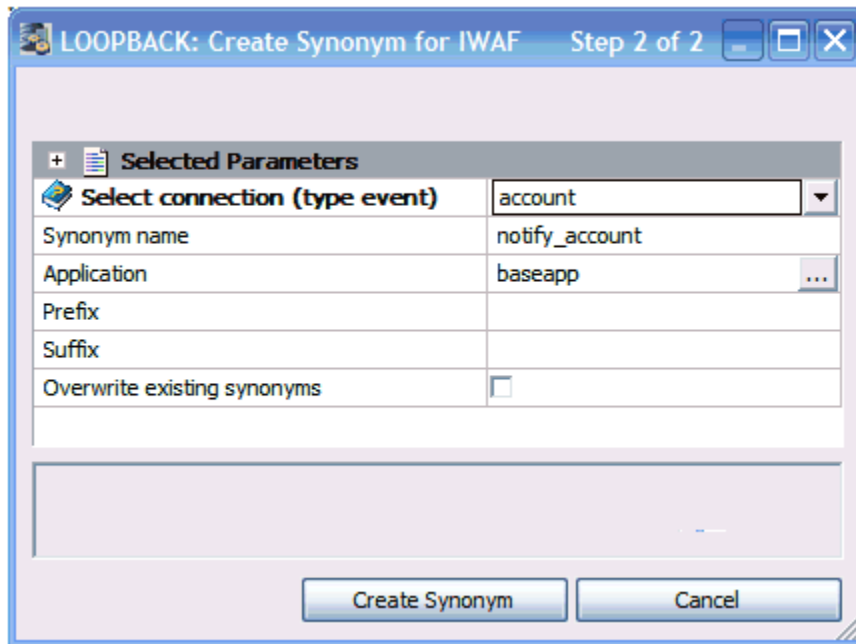 LOOPBACK: Create Synonym for IWAF Step 2 of 2
Selected Parameters
Select connection (type event) account
Synonym name notify_account
Application baseapp ...
Prefix
Suffix
Overwrite existing synonyms
Create Synonym Cancel